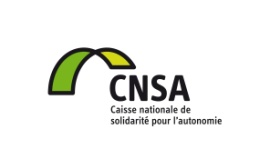 CNSA
Caisse nationale de
solidarité pour l'autonomie